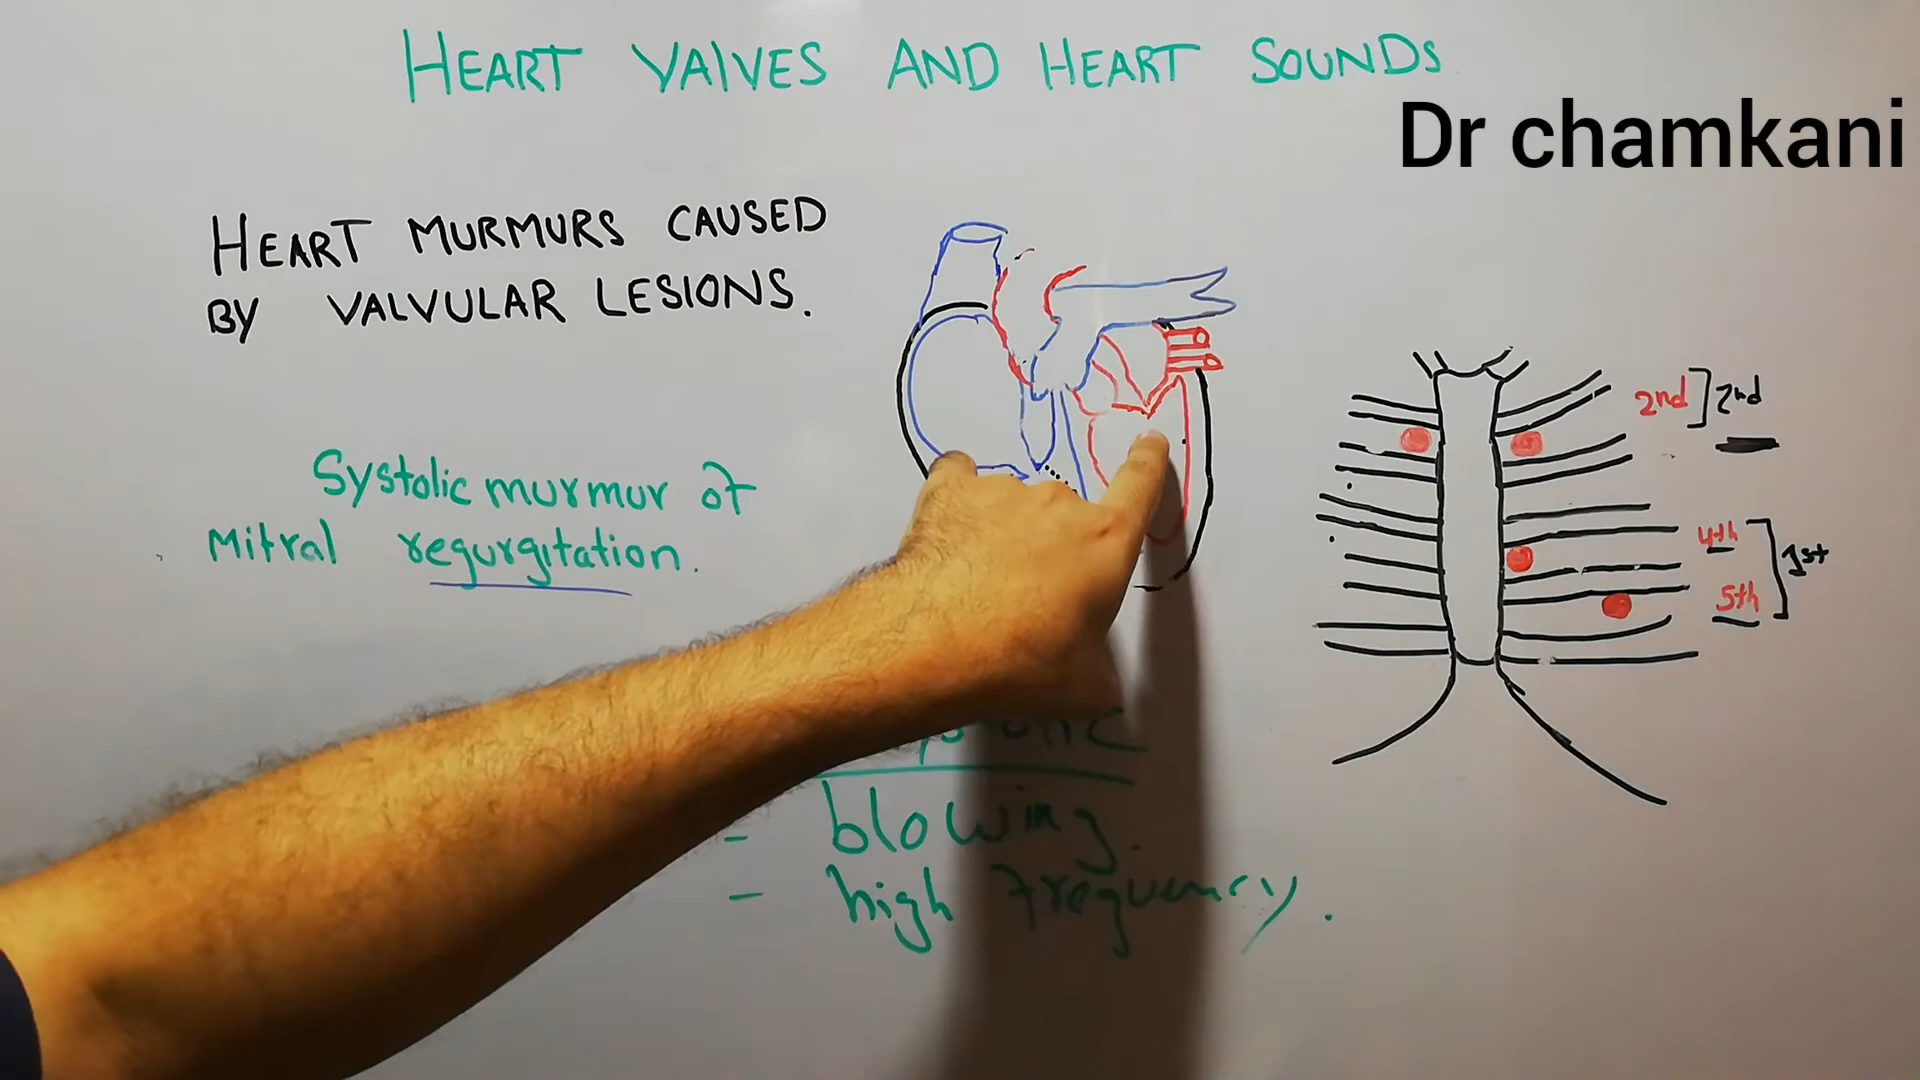 HEART VALVES AND HEART SOUNDS
Dr chamkani
HEART MURMURS CAUSED
BY VALVULAR LESIONS.
Systolic murmur of
Mitral regurgitation.
- blowing.
- high frequency.
2nd ] 2nd
4th
5th
] 1st